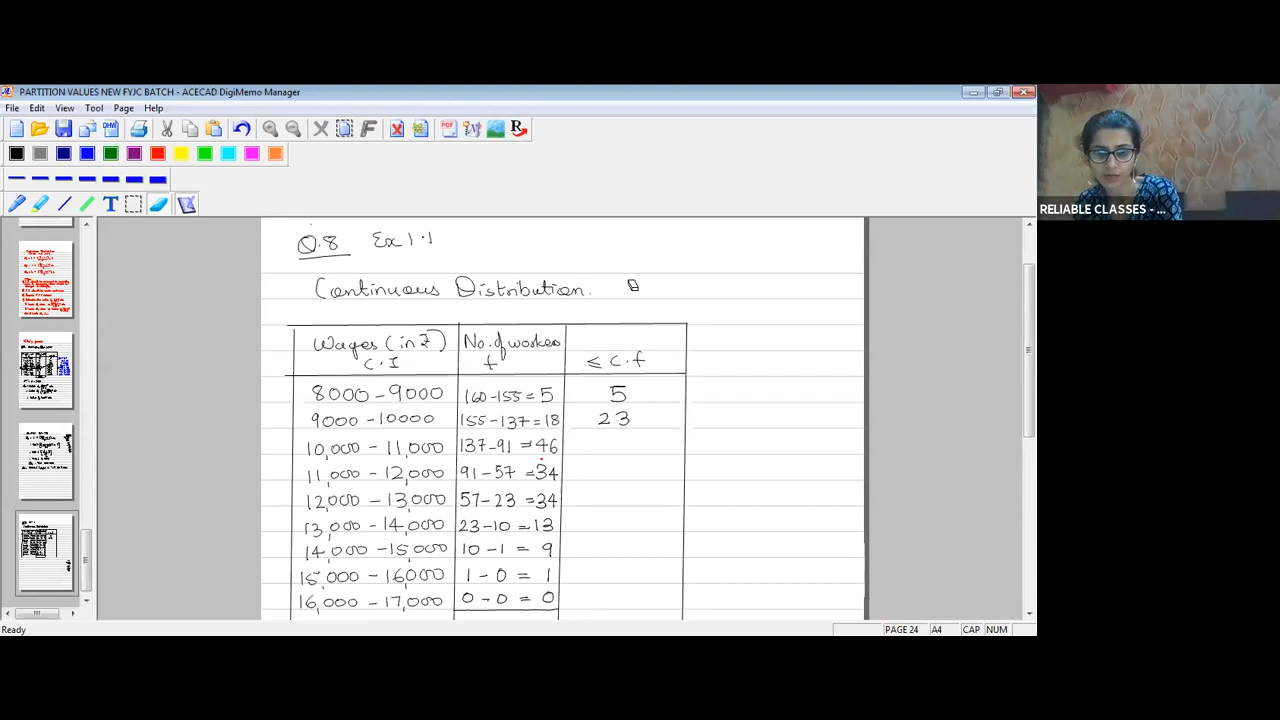 PARTITION VALUES NEW FYJC BATCH - ACECAD DigiMemo Manager
File Edit View Tool Page Help
Q.8 Ex 1.1
Continuous Distribution.
Wages (in ₹) No. of workes
C.I f ≤ c.f
8000 - 9000 160-155 = 5 5
9000 - 10000 155-137 = 18 23
10,000 - 11,000 137-91 = 46
11,000 - 12,000 91-57 = 34
12,000 - 13,000 57-23 = 34
13,000 - 14,000 23-10 = 13
14,000 - 15,000 10-1 = 9
15,000 - 16,000 1-0 = 1
16,000 - 17,000 0-0 = 0
Ready PAGE 24 A4 CAP NUM
RELIABLE CLASSES - ...